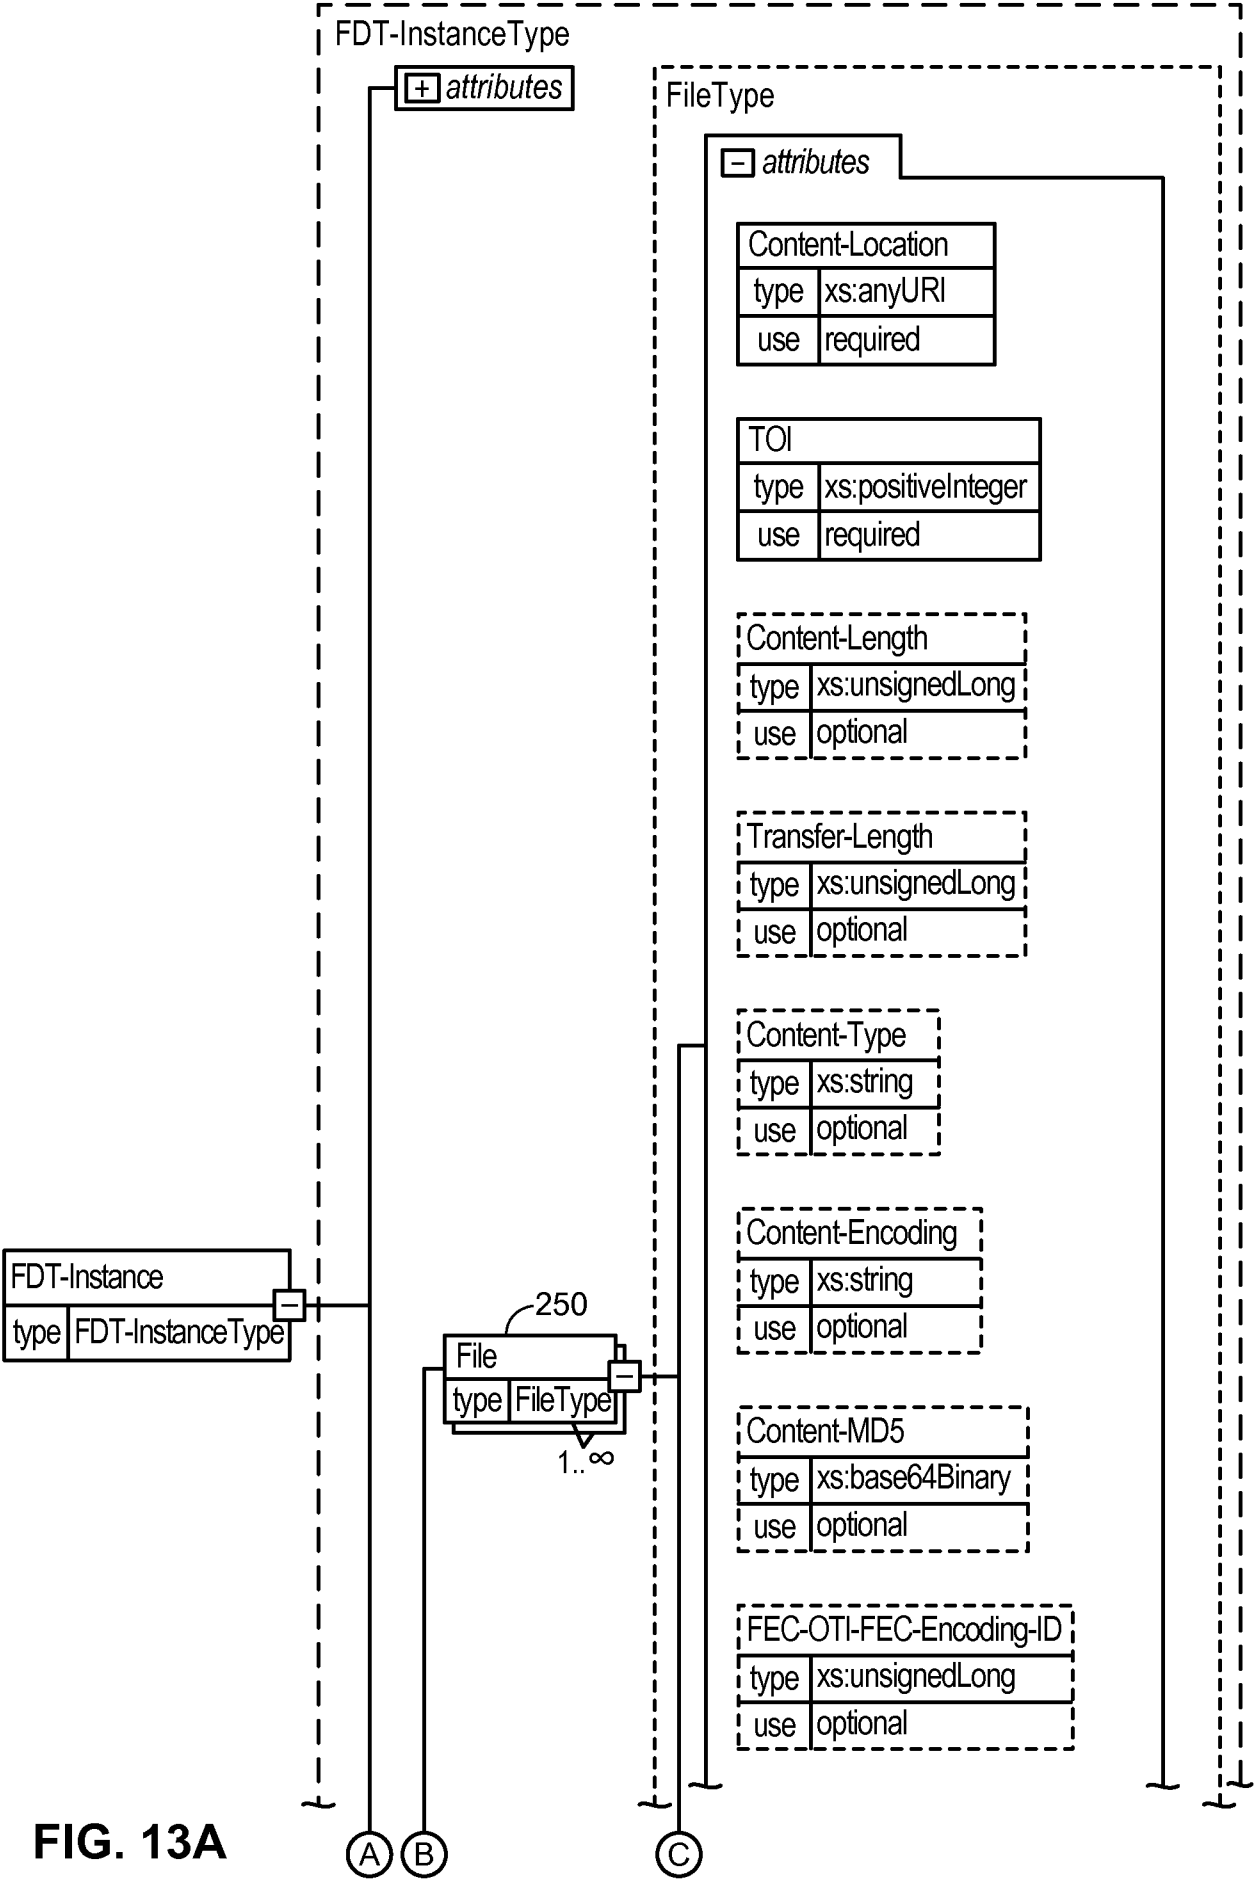 FDT-InstanceType
+ attributes
FileType
− attributes
Content-Location
type xs:anyURI
use required
TOI
type xs:positiveInteger
use required
Content-Length
type xs:unsignedLong
use optional
Transfer-Length
type xs:unsignedLong
use optional
Content-Type
type xs:string
use optional
Content-Encoding
type xs:string
use optional
Content-MD5
type xs:base64Binary
use optional
FEC-OTI-FEC-Encoding-ID
type xs:unsignedLong
use optional
FDT-Instance
type FDT-InstanceType
−
250
File
type FileType
−
1..∞
FIG. 13A
A
B
C